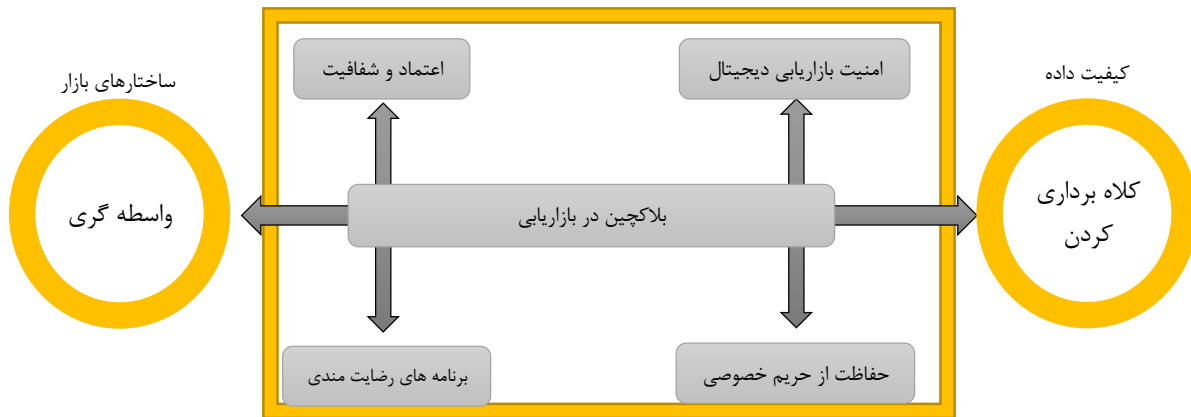 امنیت بازاریابی دیجیتال
اعتماد و شفافیت
کیفیت داده
ساختارهای بازار
کلاه برداری
کردن
بلاکچین در بازاریابی
واسطه گری
حفاظت از حریم خصوصی
برنامه های رضایت مندی